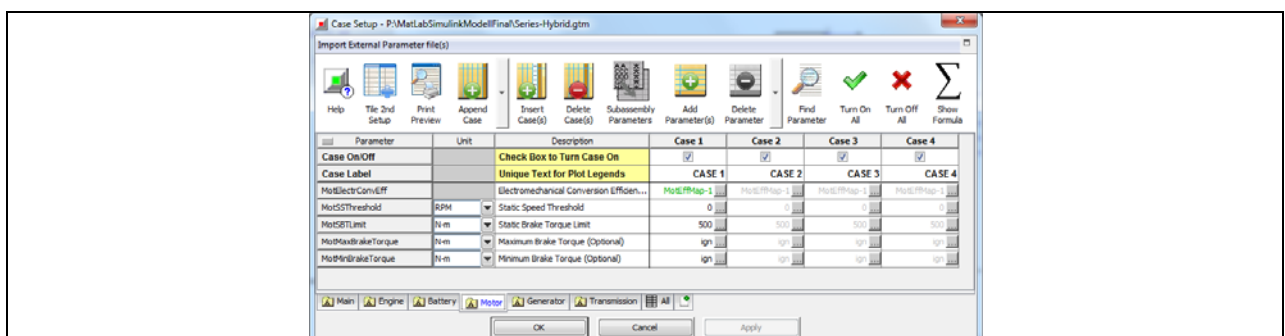 Case Setup - P:\MatLabSimulinkModellFinal\Series-Hybrid.gtm
Import External Parameter file(s)
Help Tile 2nd Setup Print Preview Append Case Insert Case(s) Delete Case(s) Subassembly Parameters Add Parameter(s) Delete Parameter Find Parameter Turn On All Turn Off All Show Formula
Parameter Unit Description Case 1 Case 2 Case 3 Case 4
Case On/Off Check Box to Turn Case On
Case Label Unique Text for Plot Legends CASE 1 CASE 2 CASE 3 CASE 4
MotElectrConvEff Electromechanical Conversion Efficien... MotEffMap-1 MotEffMap-1 MotEffMap-1 MotEffMap-1
MotSSThreshold RPM Static Speed Threshold 0 0 0 0
MotSBTLimit N-m Static Brake Torque Limit 500 500 500 500
MotMaxBrakeTorque N-m Maximum Brake Torque (Optional) ign ign ign ign
MotMinBrakeTorque N-m Minimum Brake Torque (Optional) ign ign ign ign
Main Engine Battery Motor Generator Transmission All
OK Cancel Apply